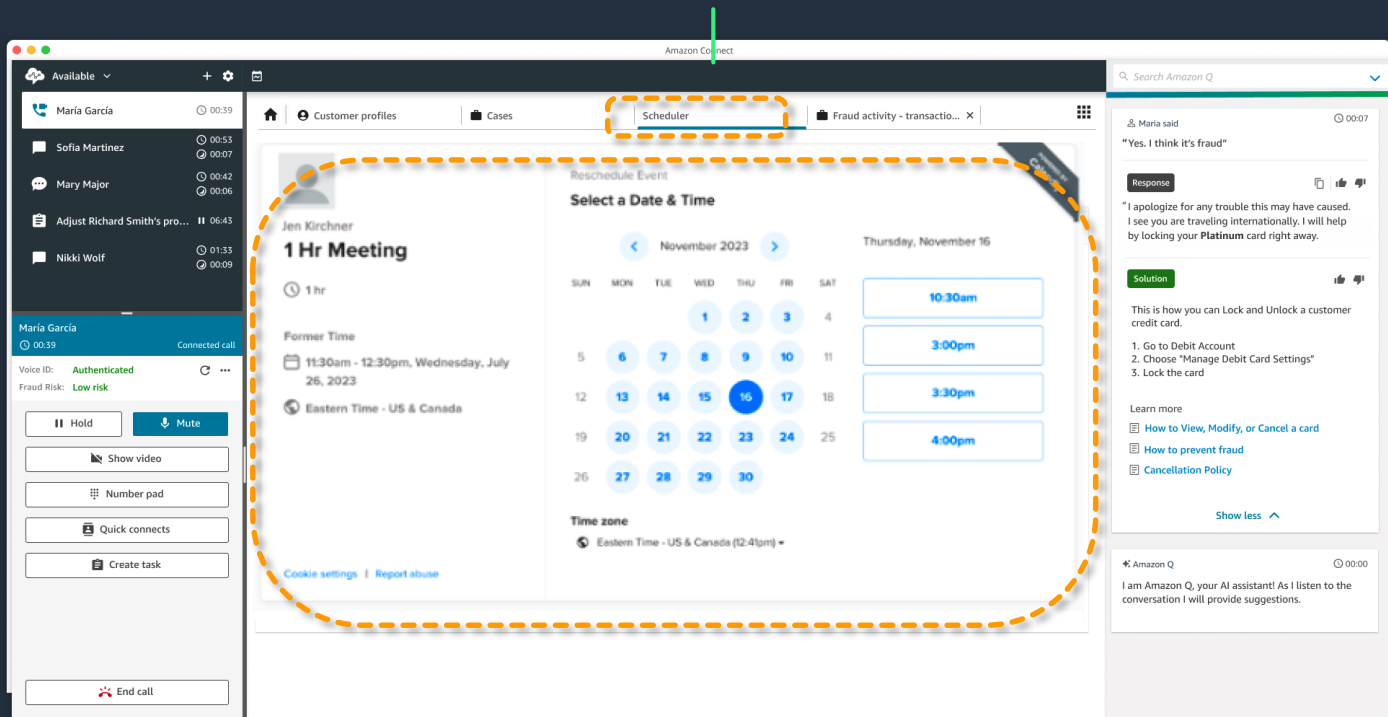 Amazon Connect
Available
María García
00:39
Sofia Martinez
00:53
00:07
Mary Major
00:42
00:06
Adjust Richard Smith's pro...
06:43
Nikki Wolf
01:33
00:09
María García
00:39
Connected call
Voice ID: Authenticated
Fraud Risk: Low risk
Hold
Mute
Show video
Number pad
Quick connects
Create task
End call
Customer profiles
Cases
Scheduler
Fraud activity - transactio...
Jen Kirchner
1 Hr Meeting
1 hr
Former Time
11:30am - 12:30pm, Wednesday, July
26, 2023
Eastern Time - US & Canada
Cookie settings | Report abuse
Reschedule Event
Select a Date & Time
November 2023
SUN MON TUE WED THU FRI SAT
1 2 3 4
5 6 7 8 9 10 11
12 13 14 15 16 17 18
19 20 21 22 23 24 25
26 27 28 29 30
Time zone
Eastern Time - US & Canada (12:41pm)
Thursday, November 16
10:30am
3:00pm
3:30pm
4:00pm
POWERED BY
Search Amazon Q
Maria said
00:07
"Yes. I think it's fraud"
Response
"I apologize for any trouble this may have caused.
I see you are traveling internationally. I will help
by locking your Platinum card right away.
Solution
This is how you can Lock and Unlock a customer
credit card.
1. Go to Debit Account
2. Choose "Manage Debit Card Settings"
3. Lock the card
Learn more
How to View, Modify, or Cancel a card
How to prevent fraud
Cancellation Policy
Show less
Amazon Q
00:00
I am Amazon Q, your AI assistant! As I listen to the
conversation I will provide suggestions.